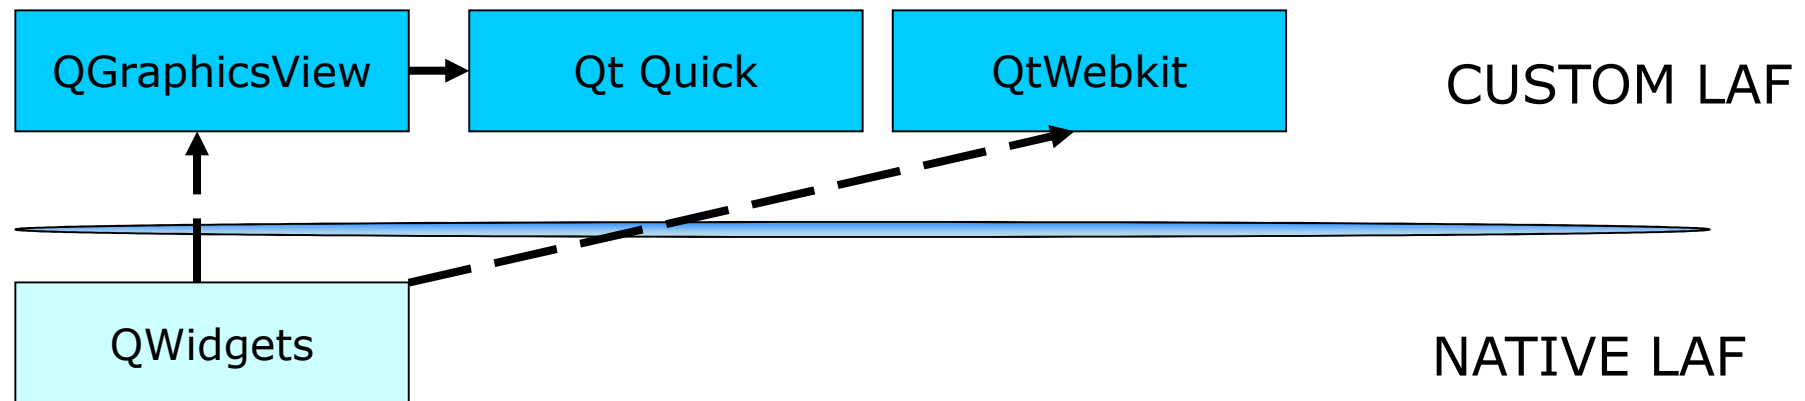 QGraphicsView
Qt Quick
QtWebkit
CUSTOM LAF
QWidgets
NATIVE LAF